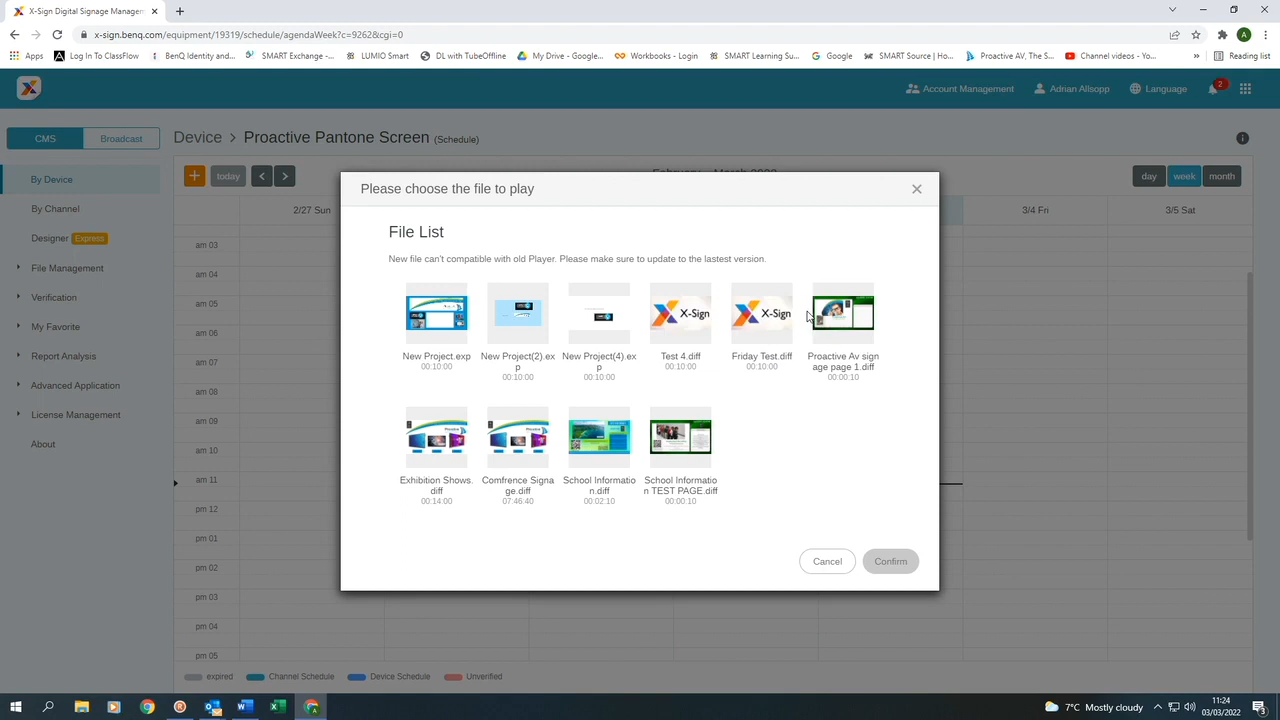 X-Sign Digital Signage Managem
x-sign.benq.com/equipment/19319/schedule/agendaWeek?c=9262&cgi=0
A
Apps
Log In To ClassFlow
BenQ Identity and...
SMART Exchange -...
LUMIO Smart
DL with TubeOffline
My Drive - Google...
Workbooks - Login
SMART Learning Su...
Google
SMART Source | Ho...
Proactive AV, The S...
Channel videos - Yo...
»
Reading list
Account Management
Adrian Allsopp
Language
2
CMS
Broadcast
Device > Proactive Pantone Screen (Schedule)
By Device
By Channel
Designer Express
File Management
Verification
My Favorite
Report Analysis
Advanced Application
License Management
About
+
today
<
>
day
week
month
2/27 Sun
3/4 Fri
3/5 Sat
am 03
am 04
am 05
am 06
am 07
am 08
am 09
am 10
am 11
pm 12
pm 01
pm 02
pm 03
pm 04
pm 05
Please choose the file to play
File List
New file can't compatible with old Player. Please make sure to update to the lastest version.
X-Sign
X-Sign
New Project.exp
00:10:00
New Project(2).ex
p
00:10:00
New Project(4).ex
p
00:10:00
Test 4.diff
00:10:00
Friday Test.diff
00:10:00
Proactive Av sign
age page 1.diff
00:00:10
Exhibition Shows.
diff
00:14:00
Comfrence Signa
ge.diff
07:46:40
School Informatio
n.diff
00:02:10
School Informatio
n TEST PAGE.diff
00:00:10
Cancel
Confirm
expired
Channel Schedule
Device Schedule
Unverified
7°C Mostly cloudy
11:24
03/03/2022